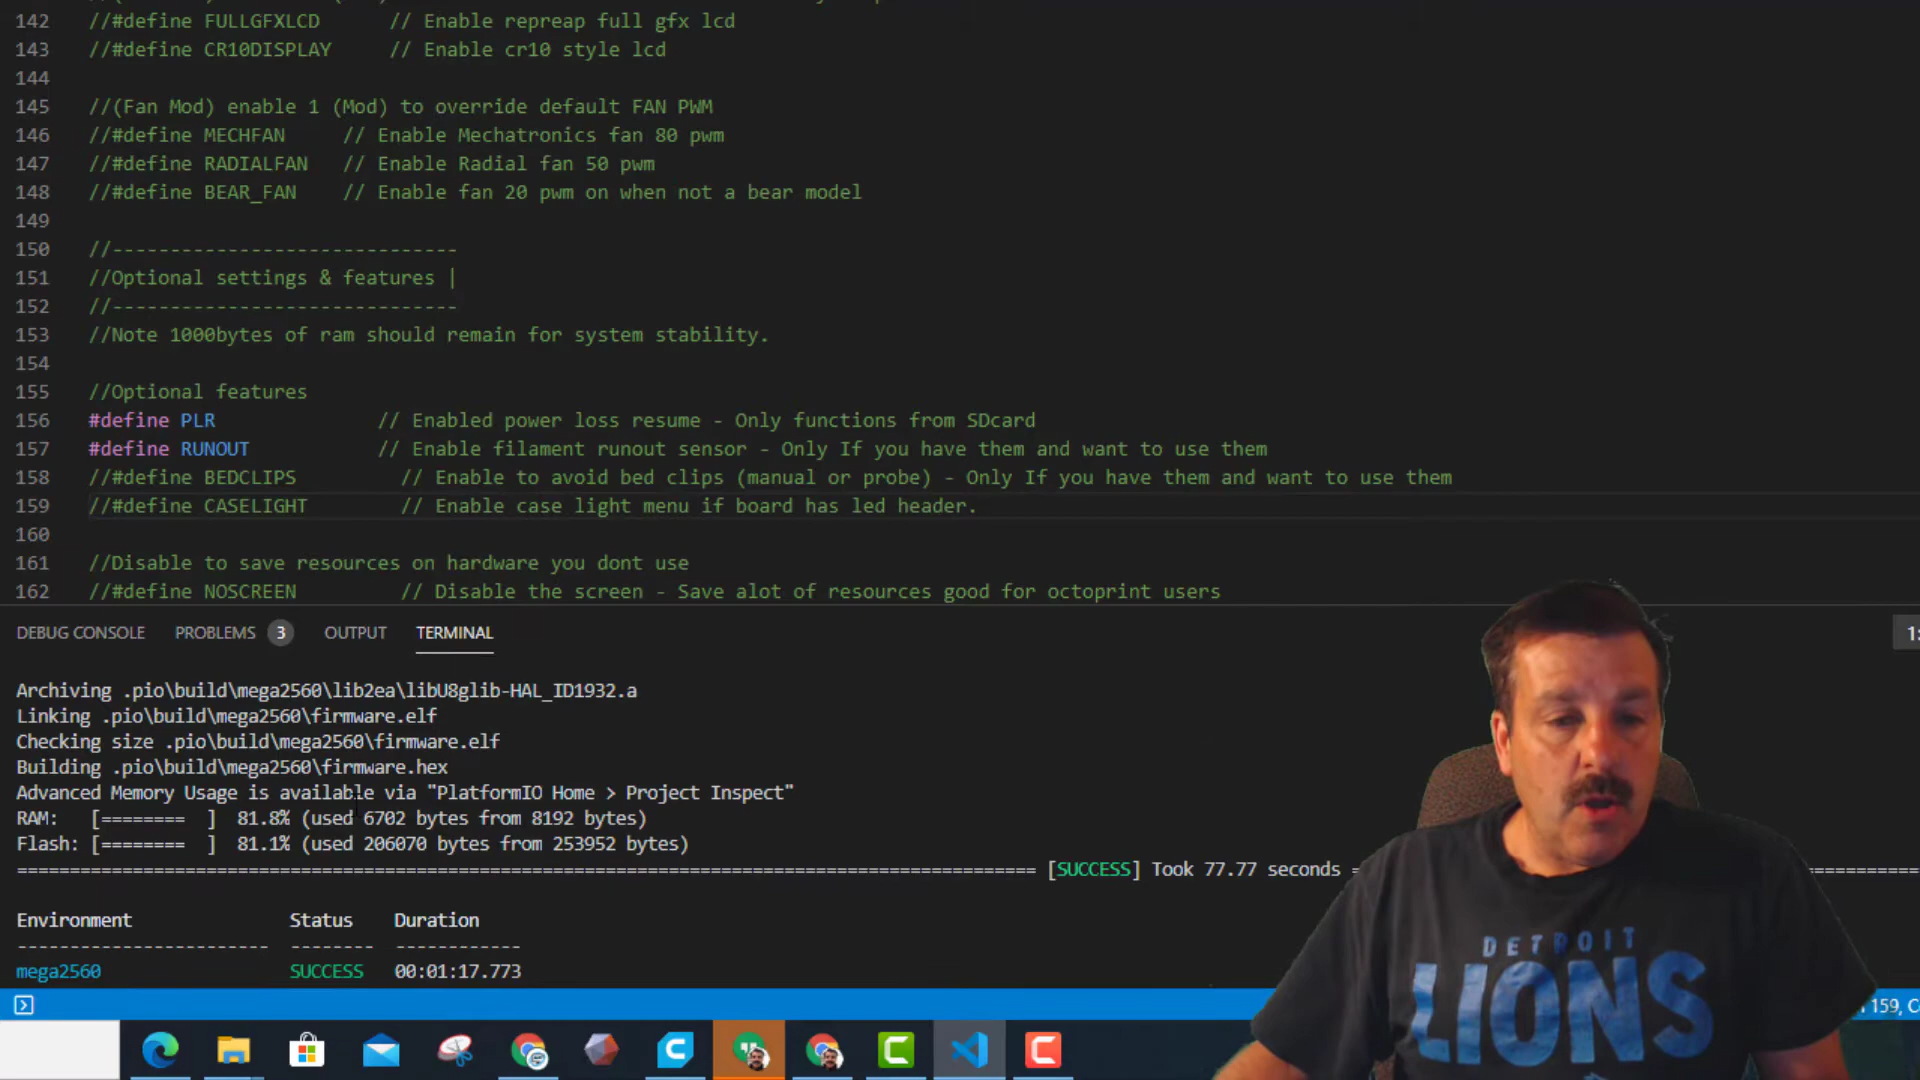 142 //#define FULLGFXLCD // Enable repreap full gfx lcd
143 //#define CR10DISPLAY // Enable cr10 style lcd
144
145 //(Fan Mod) enable 1 (Mod) to override default FAN PWM
146 //#define MECHFAN // Enable Mechatronics fan 80 pwm
147 //#define RADIALFAN // Enable Radial fan 50 pwm
148 //#define BEAR_FAN // Enable fan 20 pwm on when not a bear model
149
150 //------------------------------
151 //Optional settings & features |
152 //------------------------------
153 //Note 1000bytes of ram should remain for system stability.
154
155 //Optional features
156 #define PLR // Enabled power loss resume - Only functions from SDcard
157 #define RUNOUT // Enable filament runout sensor - Only If you have them and want to use them
158 //#define BEDCLIPS // Enable to avoid bed clips (manual or probe) - Only If you have them and want to use them
159 //#define CASELIGHT // Enable case light menu if board has led header.
160
161 //Disable to save resources on hardware you dont use
162 //#define NOSCREEN // Disable the screen - Save alot of resources good for octoprint users
DEBUG CONSOLE PROBLEMS 3 OUTPUT TERMINAL 1:
Archiving .pio\build\mega2560\lib2ea\libU8glib-HAL_ID1932.a
Linking .pio\build\mega2560\firmware.elf
Checking size .pio\build\mega2560\firmware.elf
Building .pio\build\mega2560\firmware.hex
Advanced Memory Usage is available via "PlatformIO Home > Project Inspect"
RAM: [======== ] 81.8% (used 6702 bytes from 8192 bytes)
Flash: [======== ] 81.1% (used 206070 bytes from 253952 bytes)
[SUCCESS] Took 77.77 seconds
Environment Status Duration
mega2560 SUCCESS 00:01:17.773
159, C
DETROIT
LIONS